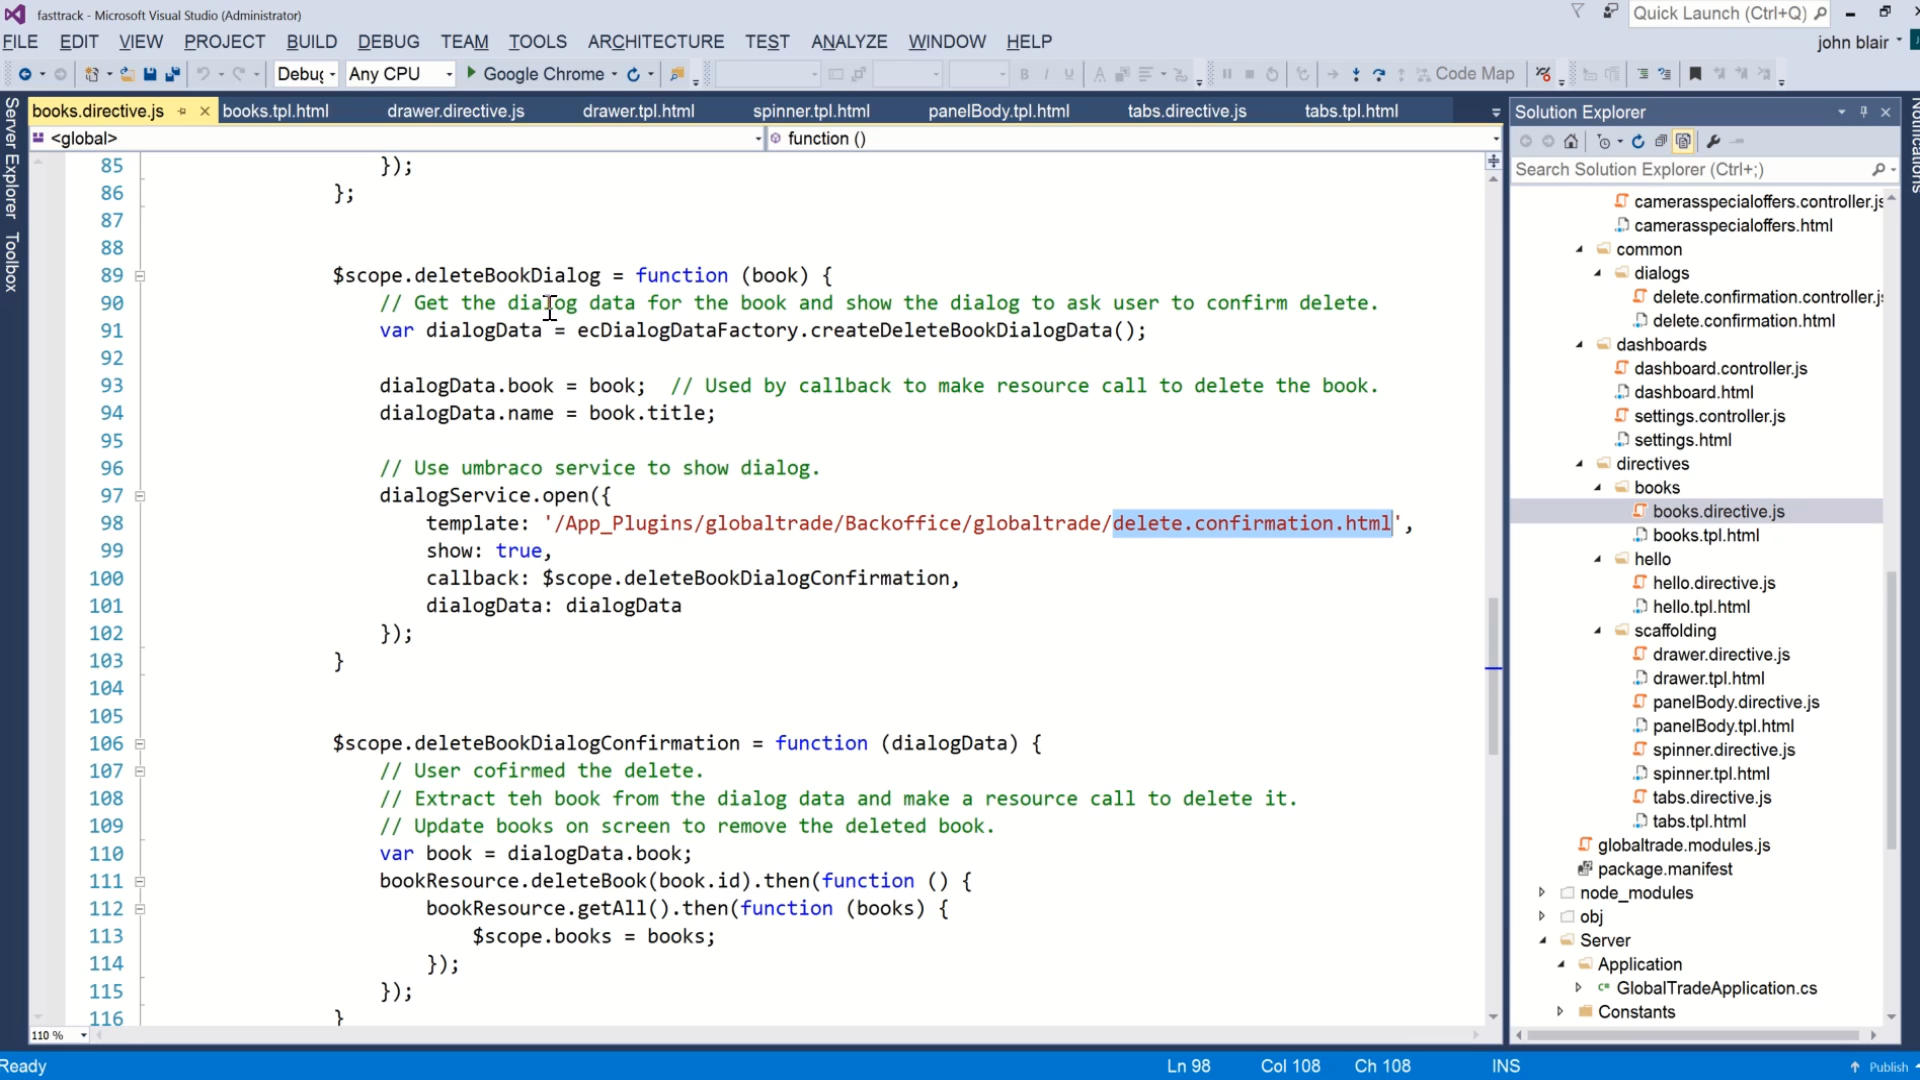 fasttrack - Microsoft Visual Studio (Administrator)
Quick Launch (Ctrl+Q)
FILE EDIT VIEW PROJECT BUILD DEBUG TEAM TOOLS ARCHITECTURE TEST ANALYZE WINDOW HELP
john blair
Debug Any CPU Google Chrome Code Map
Server Explorer
Toolbox
Notifications
books.directive.js books.tpl.html drawer.directive.js drawer.tpl.html spinner.tpl.html panelBody.tpl.html tabs.directive.js tabs.tpl.html
<global> function ()
85 });
86 };
87
88
89 $scope.deleteBookDialog = function (book) {
90 // Get the dialog data for the book and show the dialog to ask user to confirm delete.
91 var dialogData = ecDialogDataFactory.createDeleteBookDialogData();
92
93 dialogData.book = book; // Used by callback to make resource call to delete the book.
94 dialogData.name = book.title;
95
96 // Use umbraco service to show dialog.
97 dialogService.open({
98 template: '/App_Plugins/globaltrade/Backoffice/globaltrade/delete.confirmation.html',
99 show: true,
100 callback: $scope.deleteBookDialogConfirmation,
101 dialogData: dialogData
102 });
103 }
104
105
106 $scope.deleteBookDialogConfirmation = function (dialogData) {
107 // User cofirmed the delete.
108 // Extract teh book from the dialog data and make a resource call to delete it.
109 // Update books on screen to remove the deleted book.
110 var book = dialogData.book;
111 bookResource.deleteBook(book.id).then(function () {
112 bookResource.getAll().then(function (books) {
113 $scope.books = books;
114 });
115 });
116 }
110 %
Solution Explorer
Search Solution Explorer (Ctrl+;)
camerasspecialoffers.controller.js
camerasspecialoffers.html
common
dialogs
delete.confirmation.controller.j
delete.confirmation.html
dashboards
dashboard.controller.js
dashboard.html
settings.controller.js
settings.html
directives
books
books.directive.js
books.tpl.html
hello
hello.directive.js
hello.tpl.html
scaffolding
drawer.directive.js
drawer.tpl.html
panelBody.directive.js
panelBody.tpl.html
spinner.directive.js
spinner.tpl.html
tabs.directive.js
tabs.tpl.html
globaltrade.modules.js
package.manifest
node_modules
obj
Server
Application
GlobalTradeApplication.cs
Constants
Ready Ln 98 Col 108 Ch 108 INS Publish